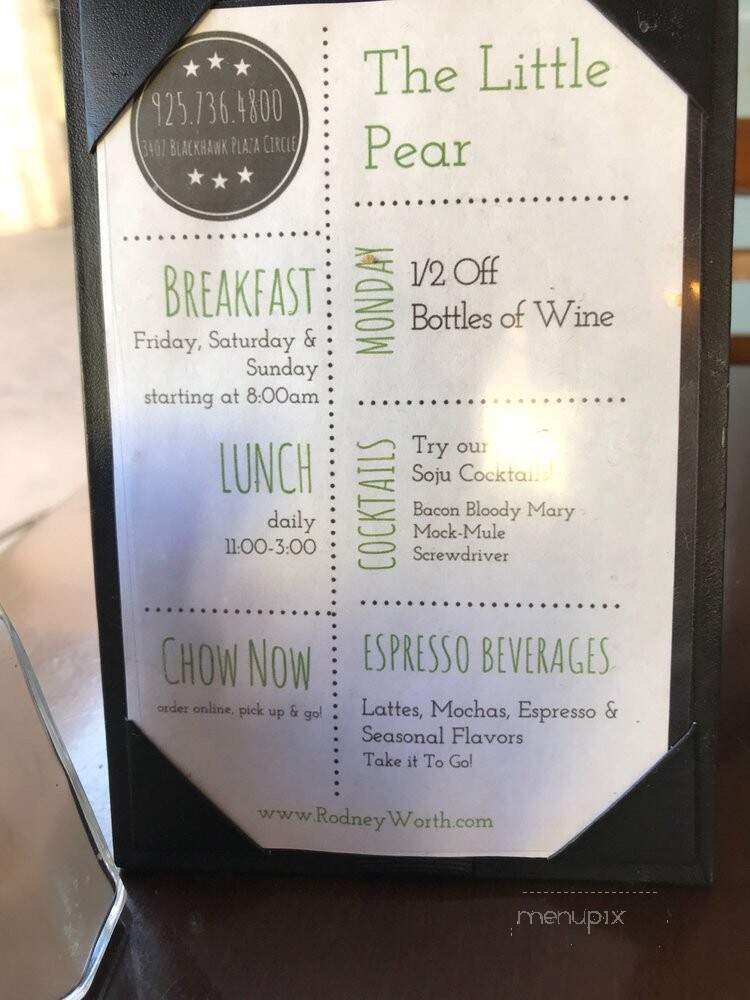 925.736.4800
3407 Blackhawk Plaza Circle
The Little
Pear
Breakfast
Friday, Saturday &
Sunday
starting at 8:00am
Lunch
daily
11:00-3:00
Chow Now
order online, pick up & go!
Monday
1/2 Off
Bottles of Wine
Cocktails
Try our
Soju Cocktails!
Bacon Bloody Mary
Mock-Mule
Screwdriver
Espresso Beverages
Lattes, Mochas, Espresso &
Seasonal Flavors
Take it To Go!
www.RodneyWorth.com
menupix